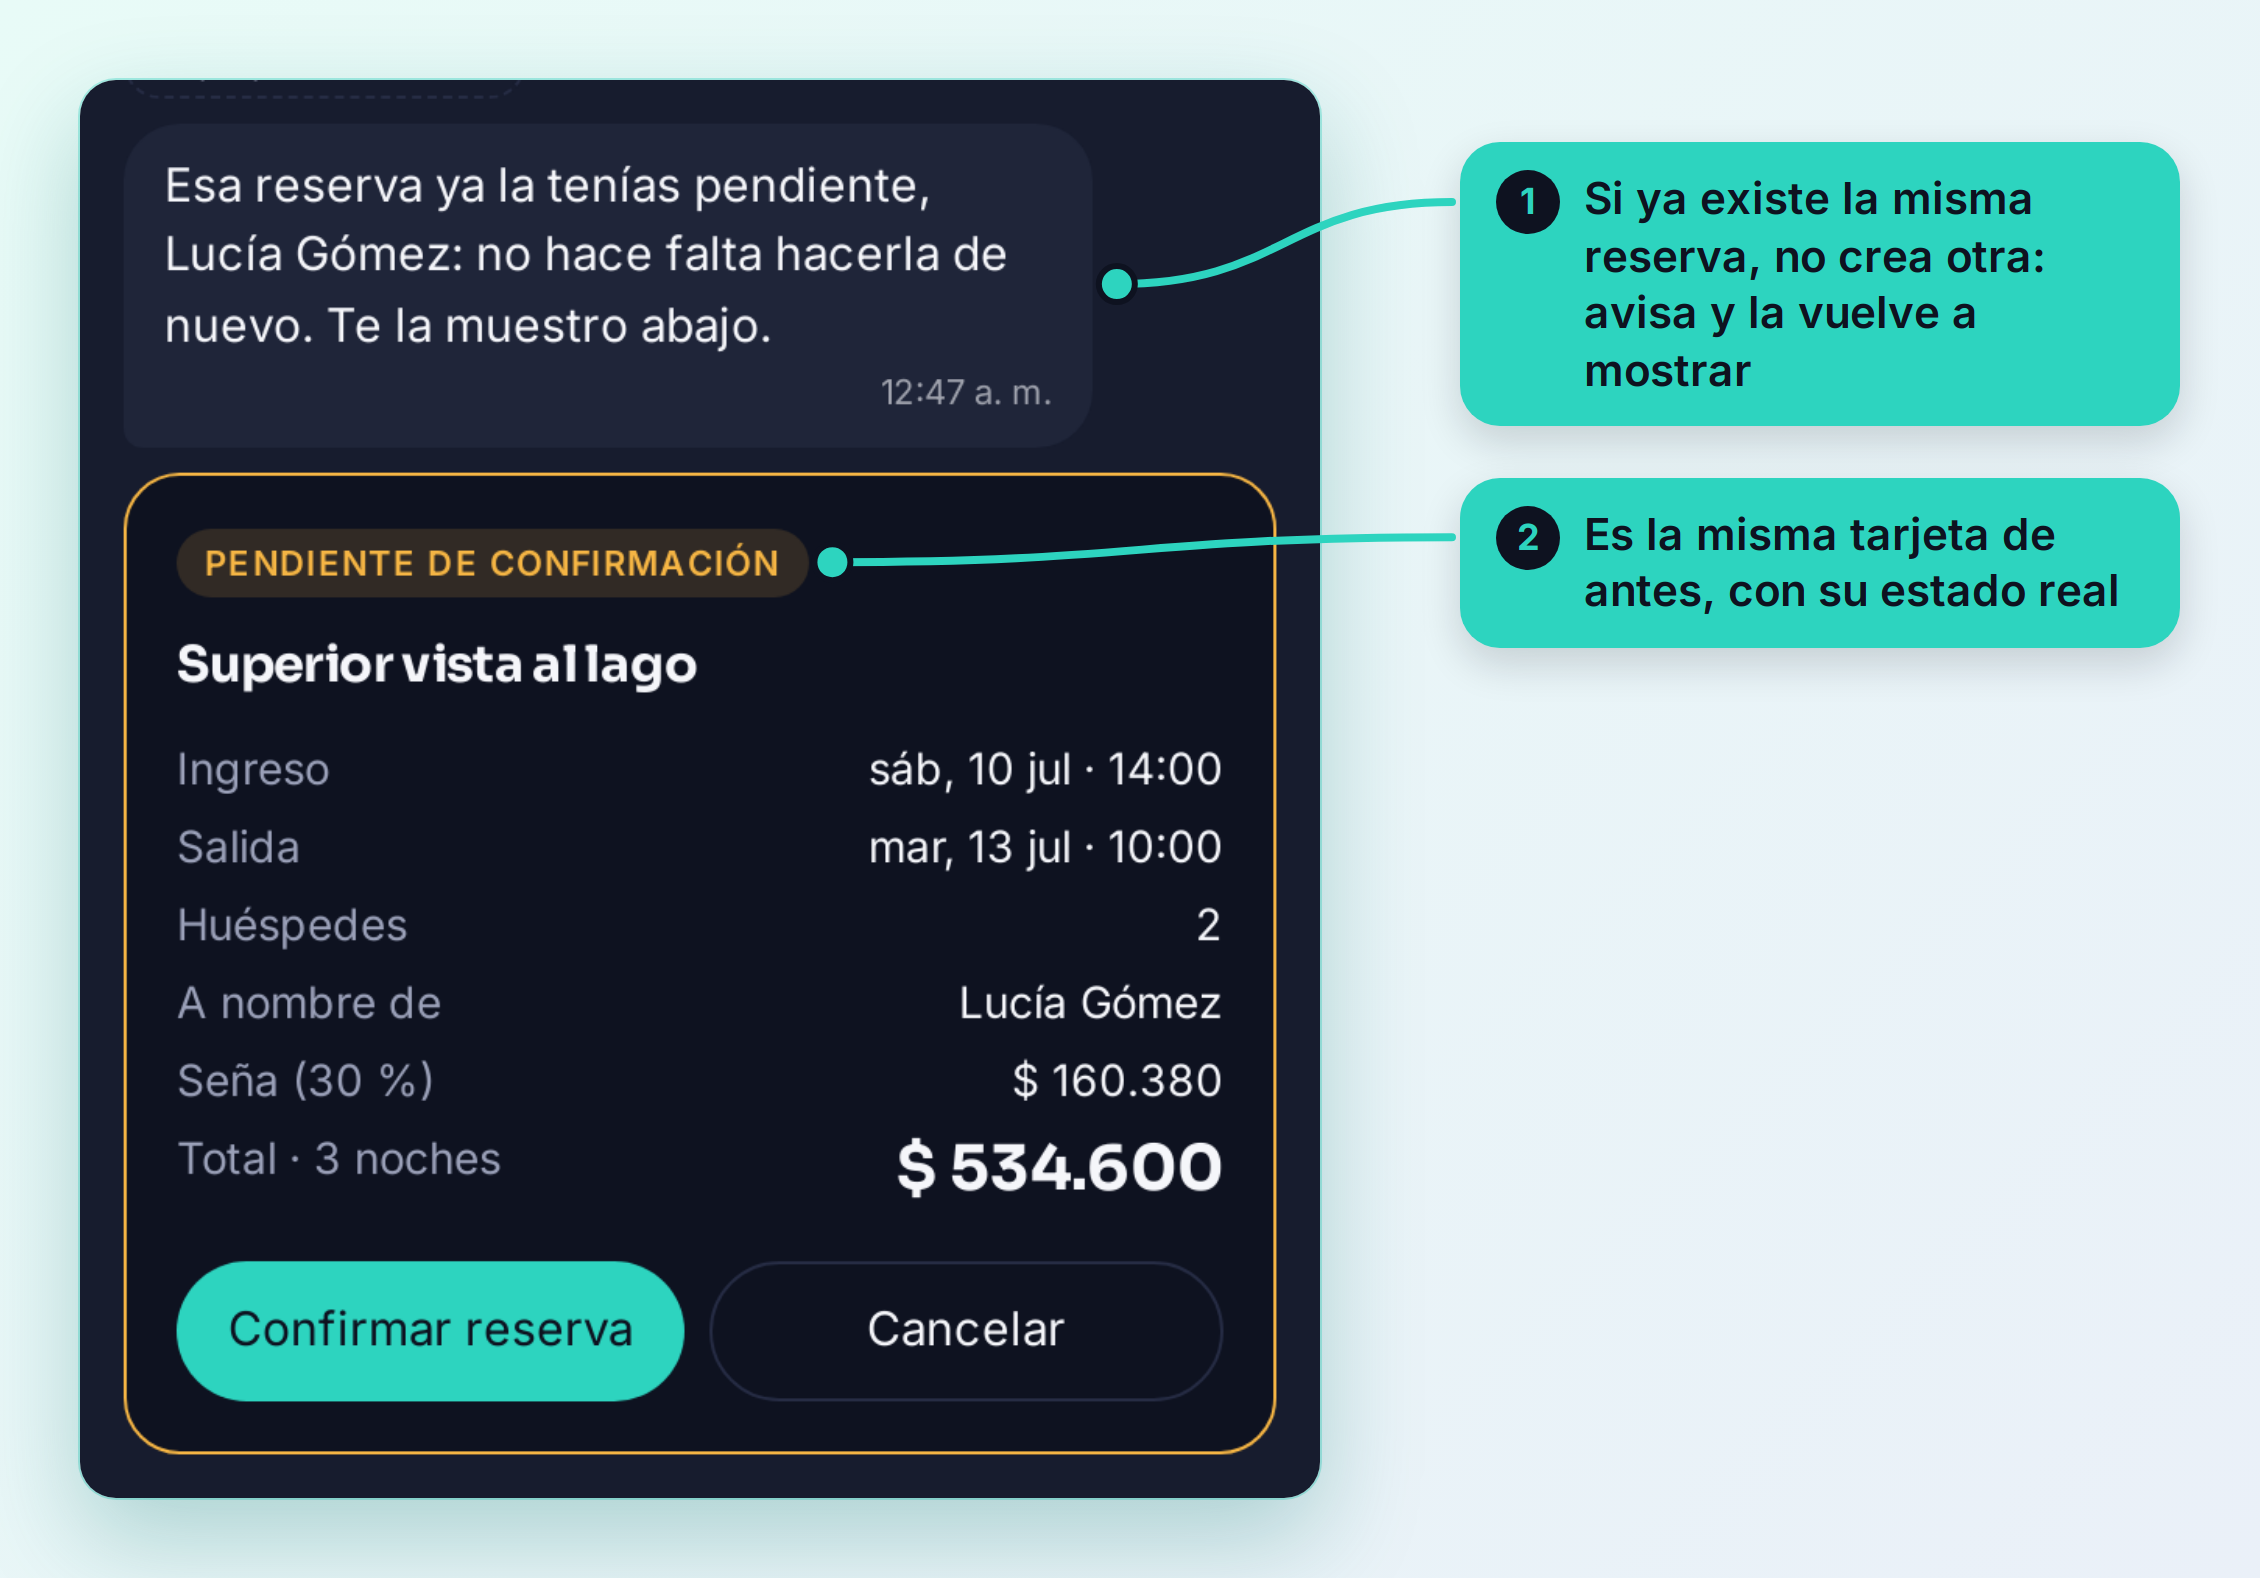 Esa reserva ya la tenías pendiente,
Lucía Gómez: no hace falta hacerla de
nuevo. Te la muestro abajo.
12:47 a. m.
PENDIENTE DE CONFIRMACIÓN
Superior vista al lago
Ingreso sáb, 10 jul · 14:00
Salida mar, 13 jul · 10:00
Huéspedes 2
A nombre de Lucía Gómez
Seña (30 %) $ 160.380
Total · 3 noches $ 534.600
Confirmar reserva Cancelar
1 Si ya existe la misma
reserva, no crea otra:
avisa y la vuelve a
mostrar
2 Es la misma tarjeta de
antes, con su estado real